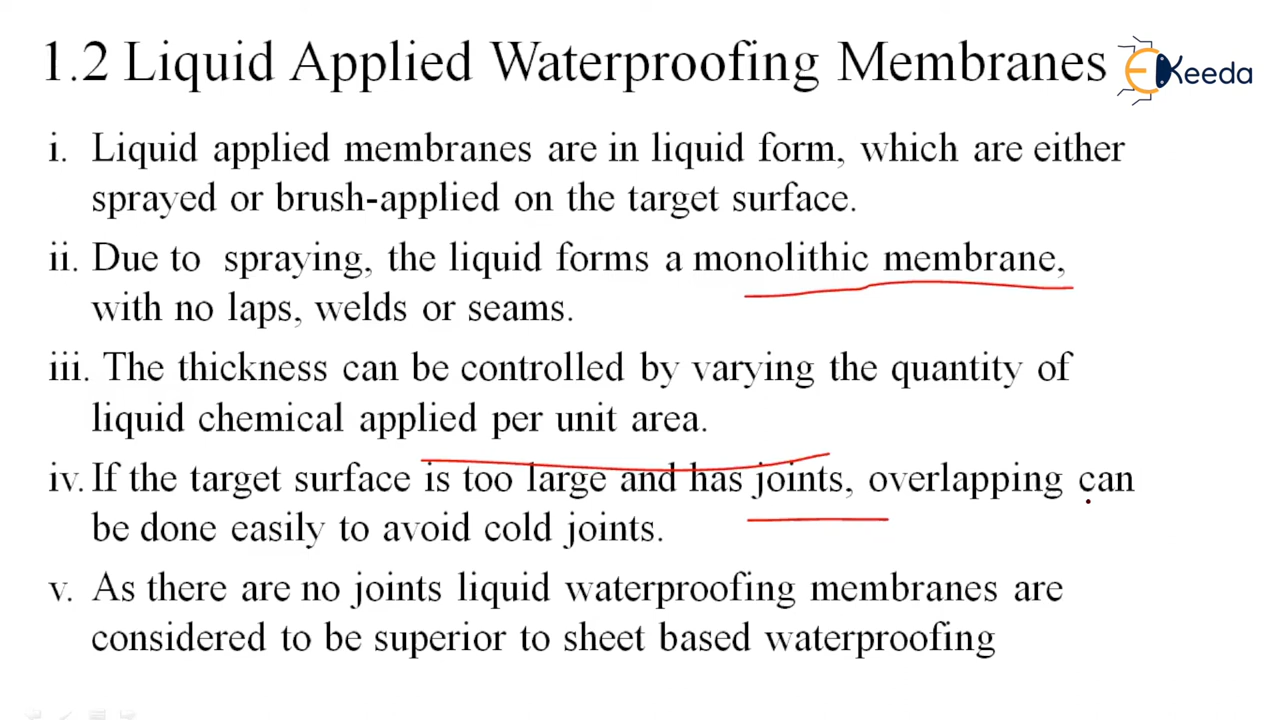 1.2 Liquid Applied Waterproofing Membranes
EKeeda
i. Liquid applied membranes are in liquid form, which are either
sprayed or brush-applied on the target surface.
ii. Due to spraying, the liquid forms a monolithic membrane,
with no laps, welds or seams.
iii. The thickness can be controlled by varying the quantity of
liquid chemical applied per unit area.
iv. If the target surface is too large and has joints, overlapping can
be done easily to avoid cold joints.
v. As there are no joints liquid waterproofing membranes are
considered to be superior to sheet based waterproofing